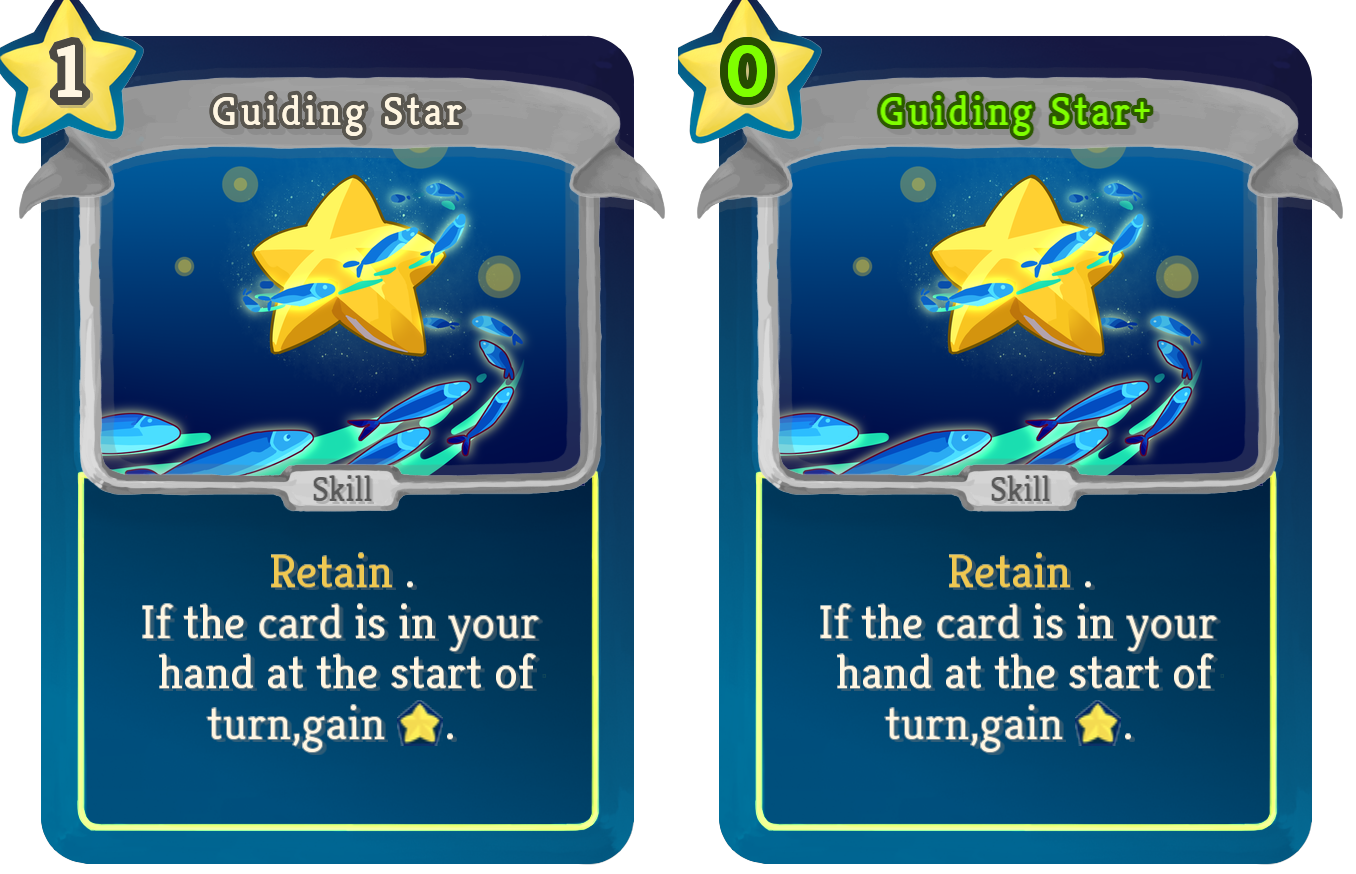 1
Guiding Star
Skill
Retain .
If the card is in your
hand at the start of
turn,gain .
0
Guiding Star+
Skill
Retain .
If the card is in your
hand at the start of
turn,gain .